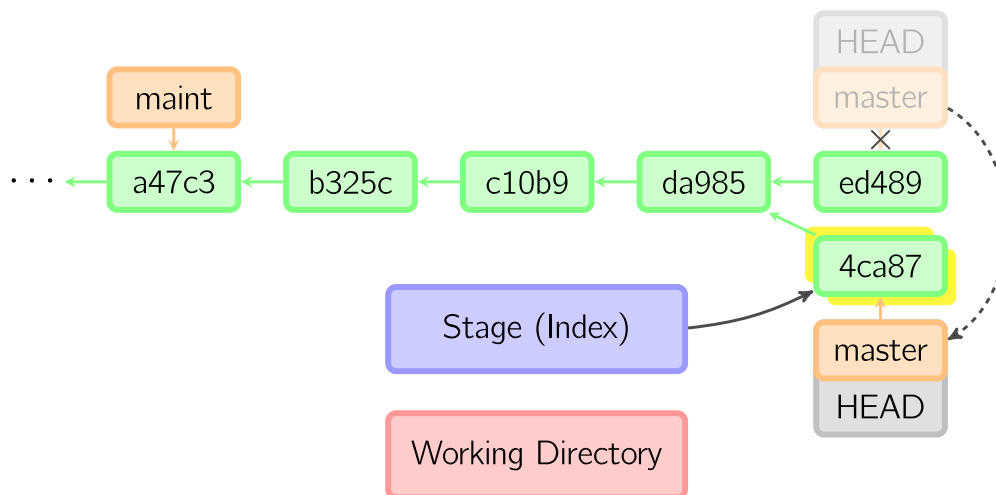 HEAD
maint
master
... a47c3 b325c c10b9 da985 ed489
4ca87
Stage (Index)
master
HEAD
Working Directory